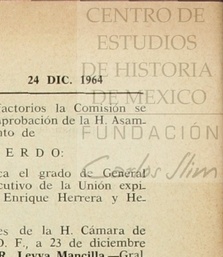 CENTRO DE
ESTUDIOS
DE HISTORIA
DE MEXICO
FUNDACIÓN
Carlos Slim
24 DIC. 1964
factorios la Comisión se
probación de la H. Asam-
nto de
E R D O :
ca el grado de General
cutivo de la Unión expi-
Enrique Herrera y He-
es de la H. Cámara de
D. F., a 23 de diciembre
R. Leyva Mancilla.—Gral.